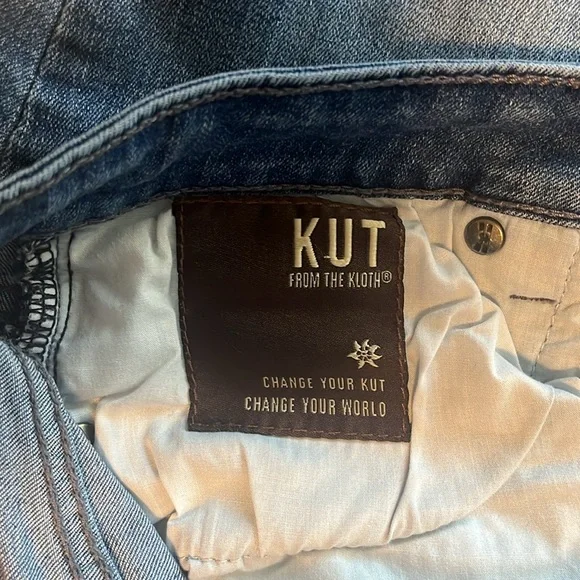 KUT
FROM THE KLOTH®
CHANGE YOUR KUT
CHANGE YOUR WORLD